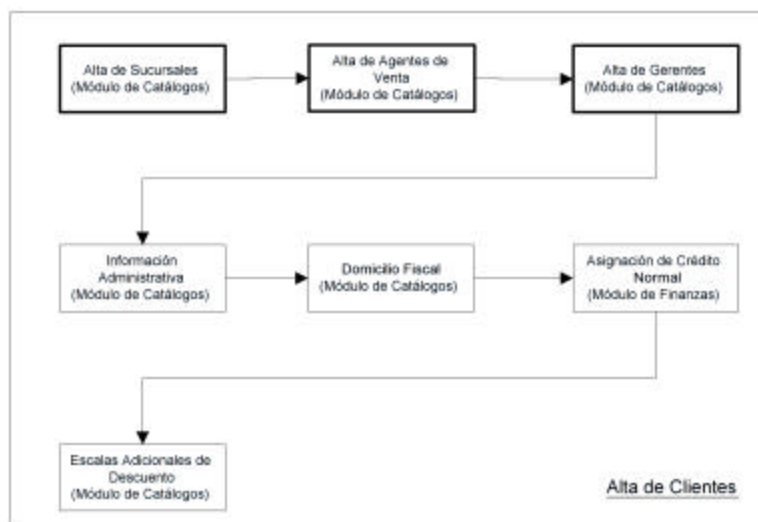 Alta de Sucursales
(Módulo de Catálogos)
Alta de Agentes de
Venta
(Módulo de Catálogos)
Alta de Gerentes
(Módulo de Catálogos)
Información
Administrativa
(Módulo de Catálogos)
Domicilio Fiscal
(Módulo de Catálogos)
Asignación de Crédito
Normal
(Módulo de Finanzas)
Escalas Adicionales de
Descuento
(Módulo de Catálogos)
Alta de Clientes